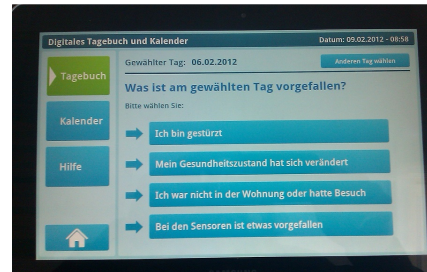 Digitales Tagebuch und Kalender
Datum: 09.02.2012 - 08:58
Gewählter Tag: 06.02.2012
Anderen Tag wählen
Tagebuch
Was ist am gewählten Tag vorgefallen?
Bitte wählen Sie:
Kalender
Ich bin gestürzt
Hilfe
Mein Gesundheitszustand hat sich verändert
Ich war nicht in der Wohnung oder hatte Besuch
Bei den Sensoren ist etwas vorgefallen